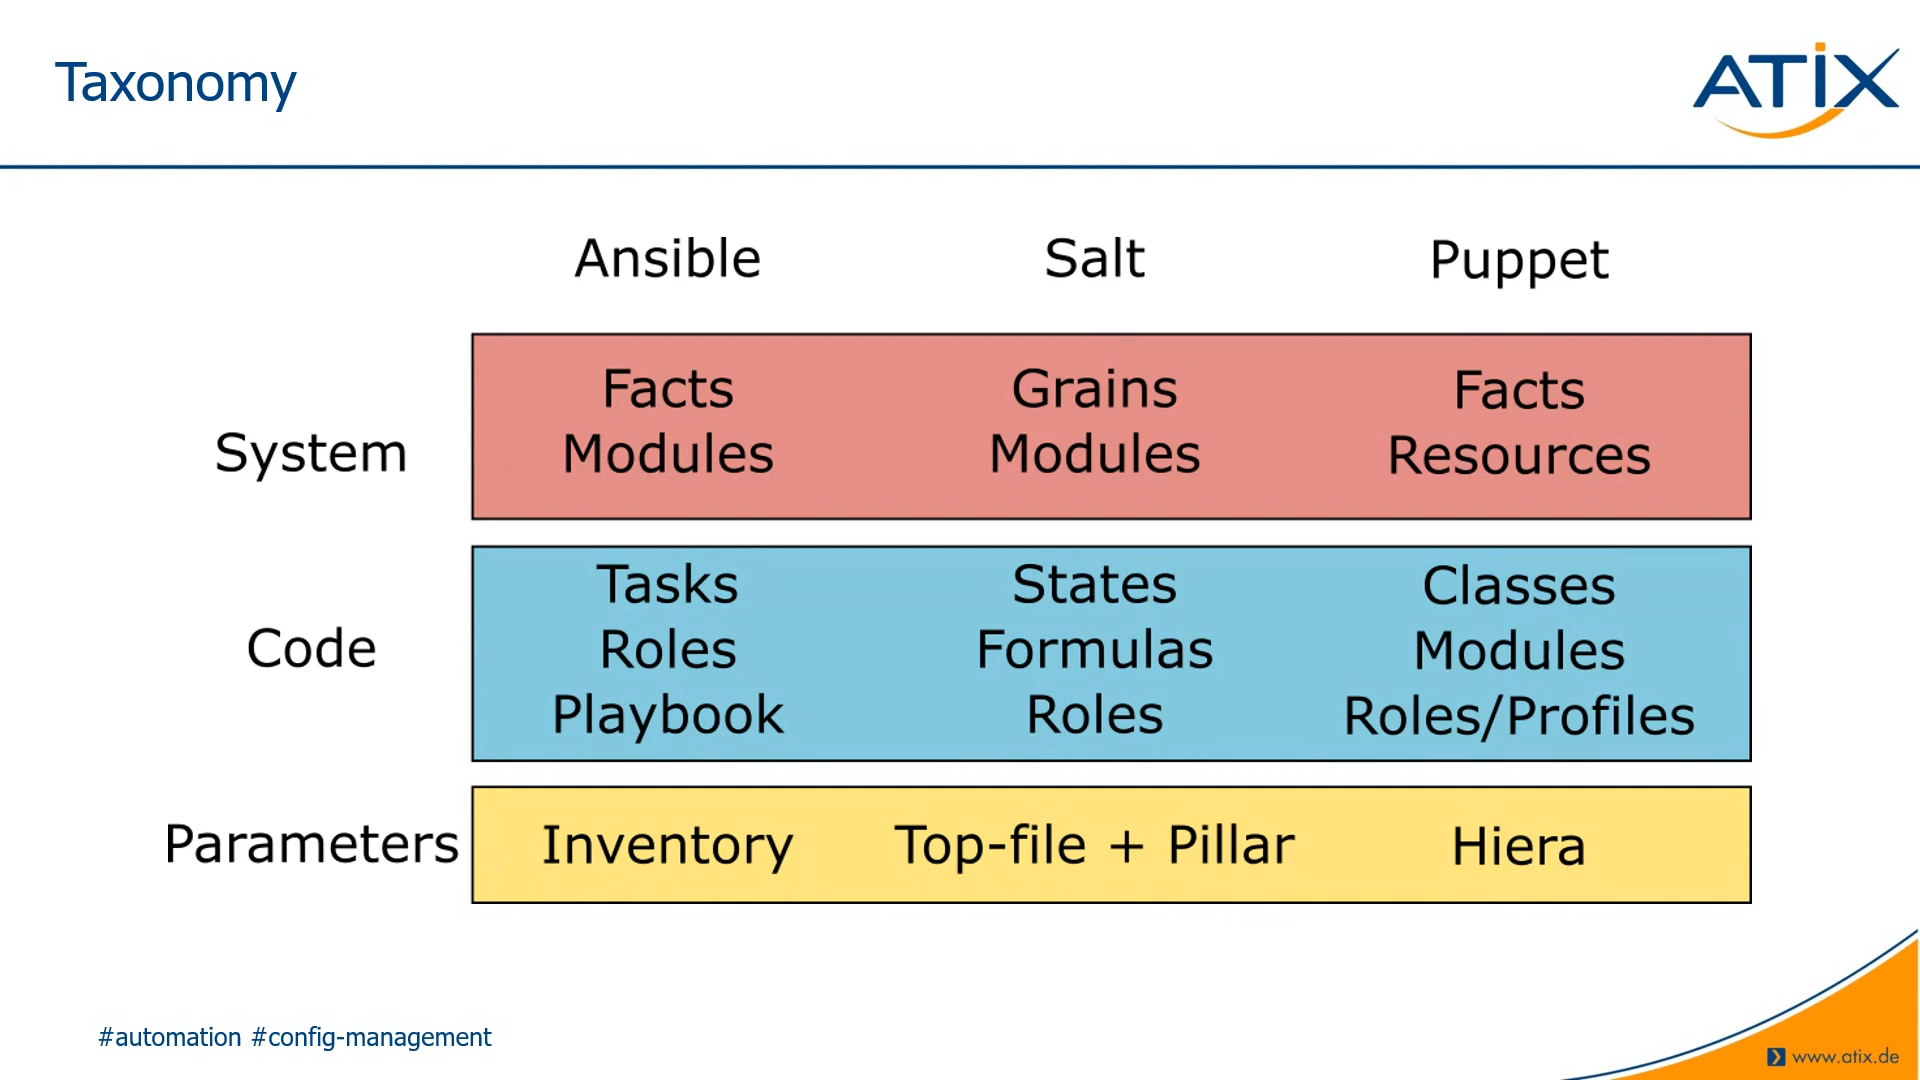 Taxonomy
ATIX
Ansible Salt Puppet
System
Facts Grains Facts
Modules Modules Resources
Code
Tasks States Classes
Roles Formulas Modules
Playbook Roles Roles/Profiles
Parameters Inventory Top-file + Pillar Hiera
#automation #config-management
www.atix.de